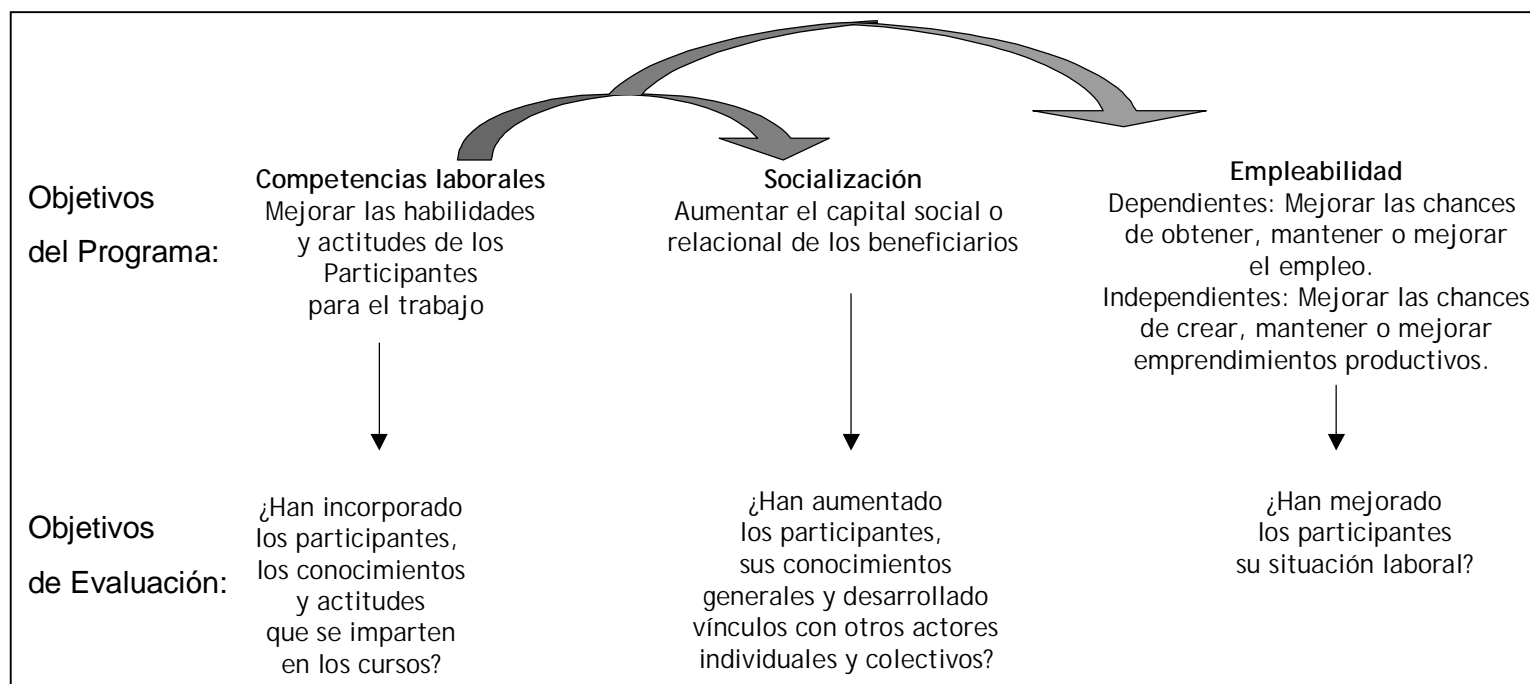 Objetivos
del Programa:
Competencias laborales
Mejorar las habilidades
y actitudes de los
Participantes
para el trabajo
Socialización
Aumentar el capital social o
relacional de los beneficiarios
Empleabilidad
Dependientes: Mejorar las chances
de obtener, mantener o mejorar
el empleo.
Independientes: Mejorar las chances
de crear, mantener o mejorar
emprendimientos productivos.
Objetivos
de Evaluación:
¿Han incorporado
los participantes,
los conocimientos
y actitudes
que se imparten
en los cursos?
¿Han aumentado
los participantes,
sus conocimientos
generales y desarrollado
vínculos con otros actores
individuales y colectivos?
¿Han mejorado
los participantes
su situación laboral?